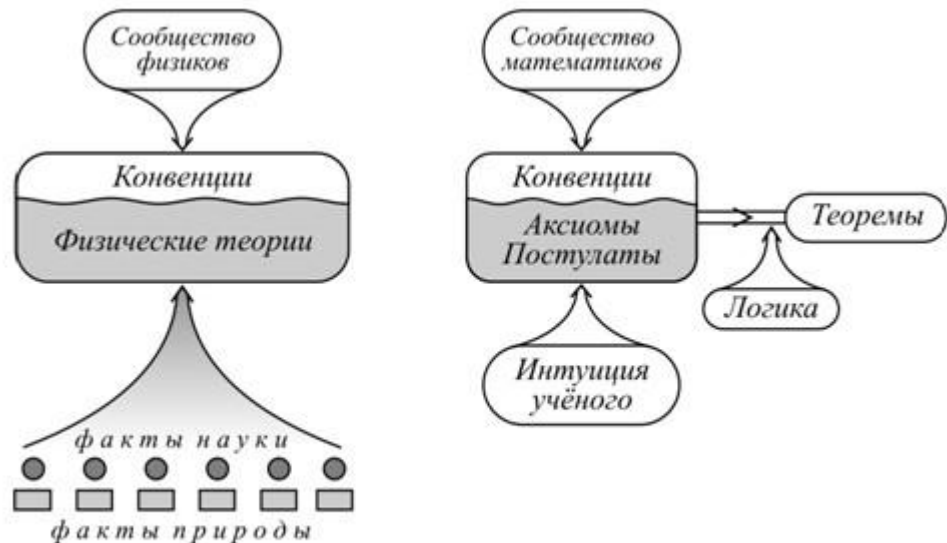 Сообщество
физиков
Конвенции
Физические теории
факты науки
факты природы
Сообщество
математиков
Конвенции
Аксиомы
Постулаты
Теоремы
Логика
Интуиция
учёного